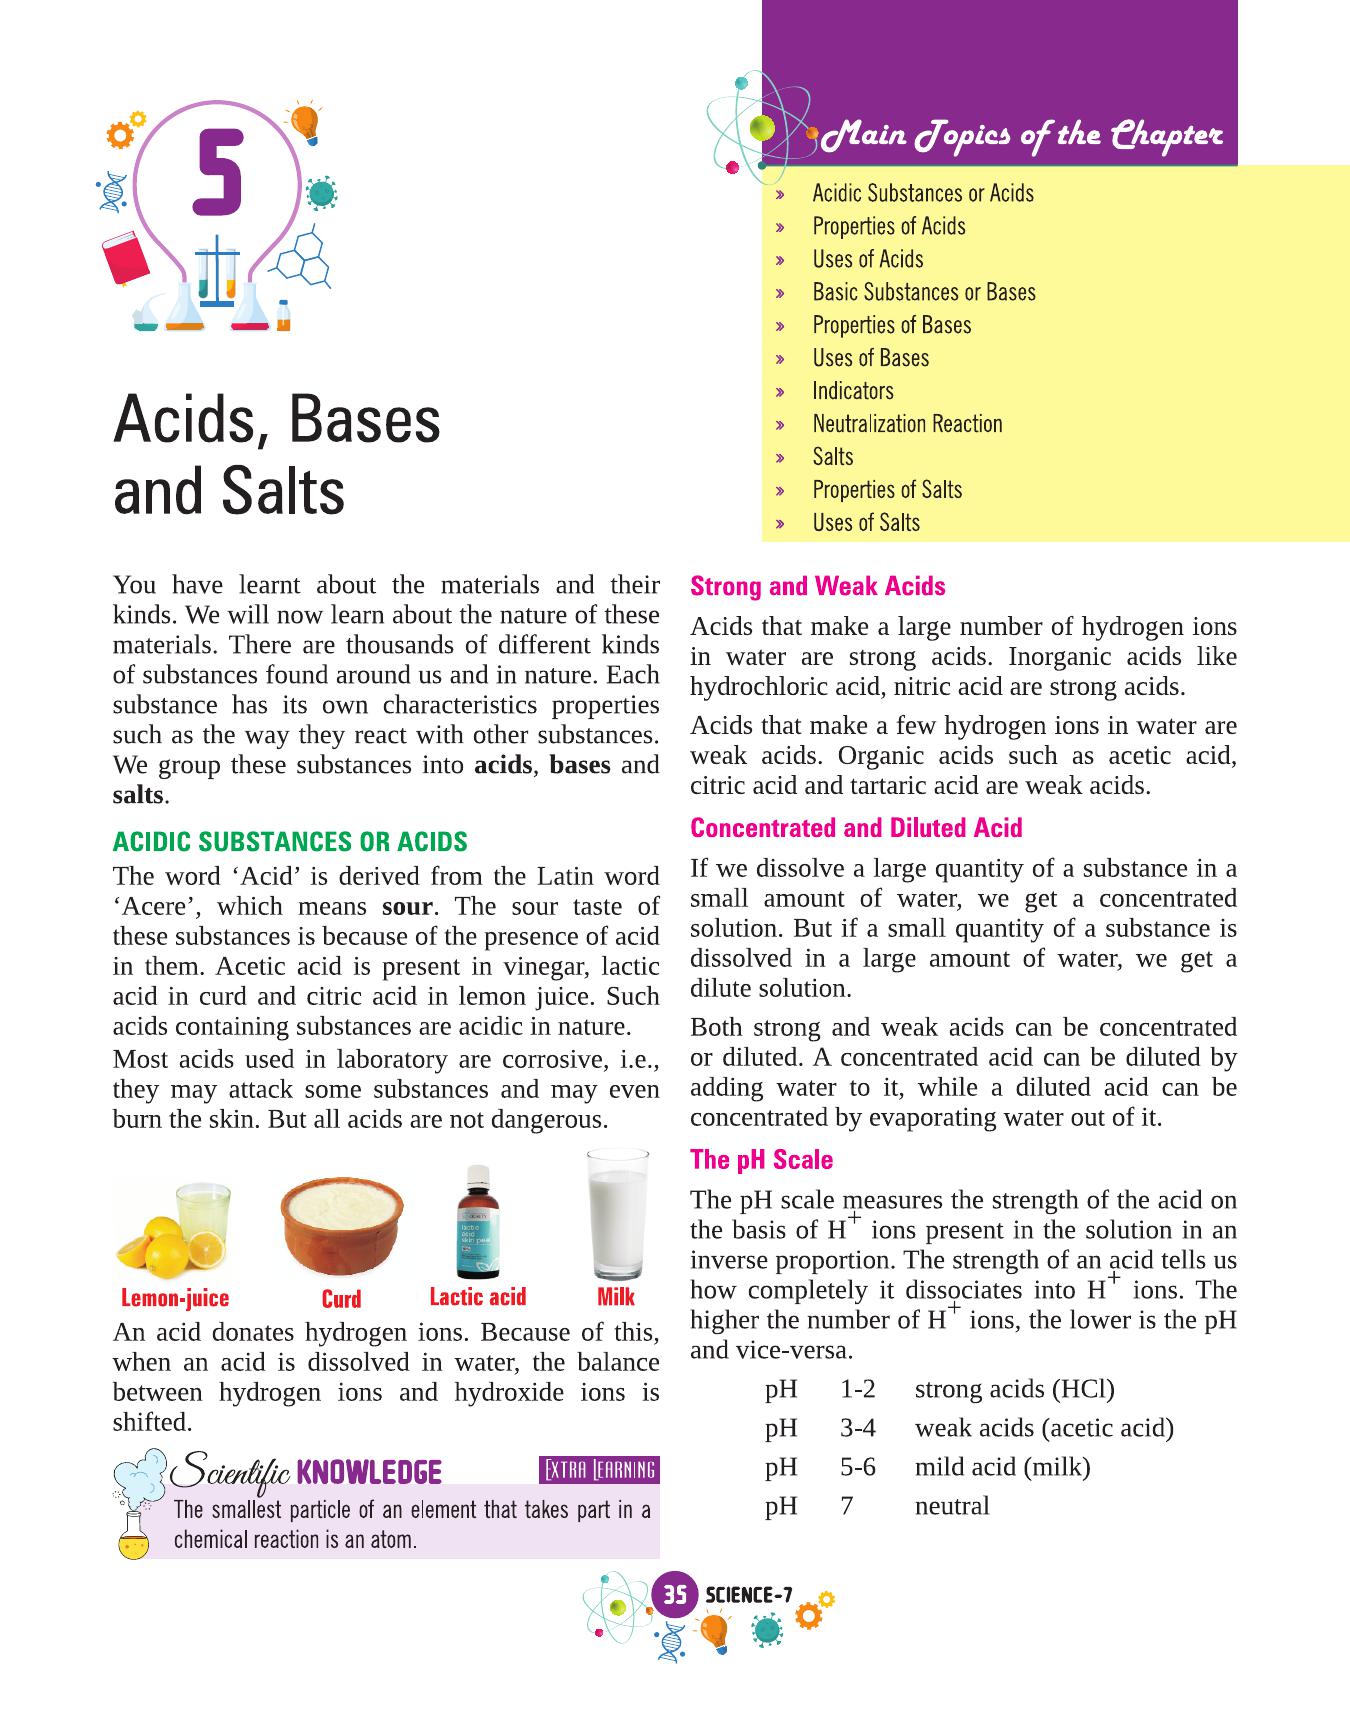 5
Main Topics of the Chapter
» Acidic Substances or Acids
» Properties of Acids
» Uses of Acids
» Basic Substances or Bases
» Properties of Bases
» Uses of Bases
» Indicators
» Neutralization Reaction
» Salts
» Properties of Salts
» Uses of Salts
Acids, Bases
and Salts
You have learnt about the materials and their
kinds. We will now learn about the nature of these
materials. There are thousands of different kinds
of substances found around us and in nature. Each
substance has its own characteristics properties
such as the way they react with other substances.
We group these substances into acids, bases and
salts.
ACIDIC SUBSTANCES OR ACIDS
The word ‘Acid’ is derived from the Latin word
‘Acere’, which means sour. The sour taste of
these substances is because of the presence of acid
in them. Acetic acid is present in vinegar, lactic
acid in curd and citric acid in lemon juice. Such
acids containing substances are acidic in nature.
Most acids used in laboratory are corrosive, i.e.,
they may attack some substances and may even
burn the skin. But all acids are not dangerous.
lactic
acid
skin peel
Lemon-juice
Curd
Lactic acid
Milk
An acid donates hydrogen ions. Because of this,
when an acid is dissolved in water, the balance
between hydrogen ions and hydroxide ions is
shifted.
Scientific KNOWLEDGE
EXTRA LEARNING
The smallest particle of an element that takes part in a
chemical reaction is an atom.
Strong and Weak Acids
Acids that make a large number of hydrogen ions
in water are strong acids. Inorganic acids like
hydrochloric acid, nitric acid are strong acids.
Acids that make a few hydrogen ions in water are
weak acids. Organic acids such as acetic acid,
citric acid and tartaric acid are weak acids.
Concentrated and Diluted Acid
If we dissolve a large quantity of a substance in a
small amount of water, we get a concentrated
solution. But if a small quantity of a substance is
dissolved in a large amount of water, we get a
dilute solution.
Both strong and weak acids can be concentrated
or diluted. A concentrated acid can be diluted by
adding water to it, while a diluted acid can be
concentrated by evaporating water out of it.
The pH Scale
The pH scale measures the strength of the acid on
the basis of H⁺ ions present in the solution in an
inverse proportion. The strength of an acid tells us
how completely it dissociates into H⁺ ions. The
higher the number of H⁺ ions, the lower is the pH
and vice-versa.
pH 1-2 strong acids (HCl)
pH 3-4 weak acids (acetic acid)
pH 5-6 mild acid (milk)
pH 7 neutral
35 SCIENCE-7